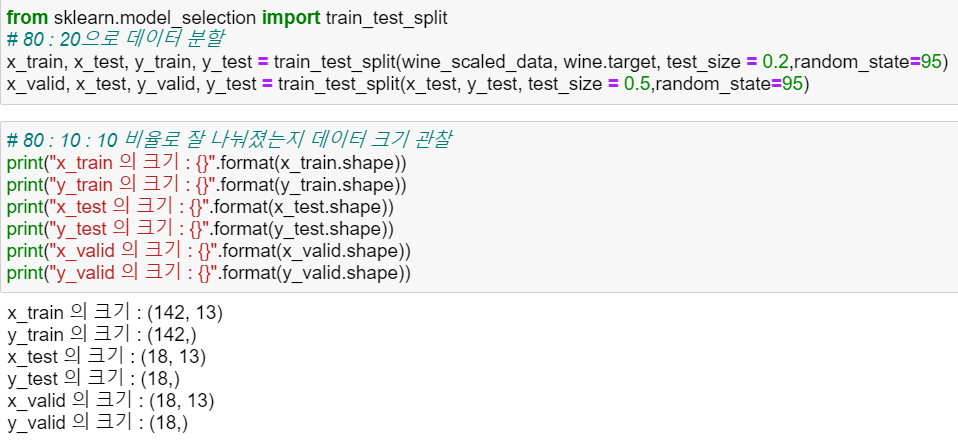 from sklearn.model_selection import train_test_split
# 80 : 20으로 데이터 분할
x_train, x_test, y_train, y_test = train_test_split(wine_scaled_data, wine.target, test_size = 0.2,random_state=95)
x_valid, x_test, y_valid, y_test = train_test_split(x_test, y_test, test_size = 0.5,random_state=95)
# 80 : 10 : 10 비율로 잘 나눠졌는지 데이터 크기 관찰
print("x_train 의 크기 : {}".format(x_train.shape))
print("y_train 의 크기 : {}".format(y_train.shape))
print("x_test 의 크기 : {}".format(x_test.shape))
print("y_test 의 크기 : {}".format(y_test.shape))
print("x_valid 의 크기 : {}".format(x_valid.shape))
print("y_valid 의 크기 : {}".format(y_valid.shape))
x_train 의 크기 : (142, 13)
y_train 의 크기 : (142,)
x_test 의 크기 : (18, 13)
y_test 의 크기 : (18,)
x_valid 의 크기 : (18, 13)
y_valid 의 크기 : (18,)